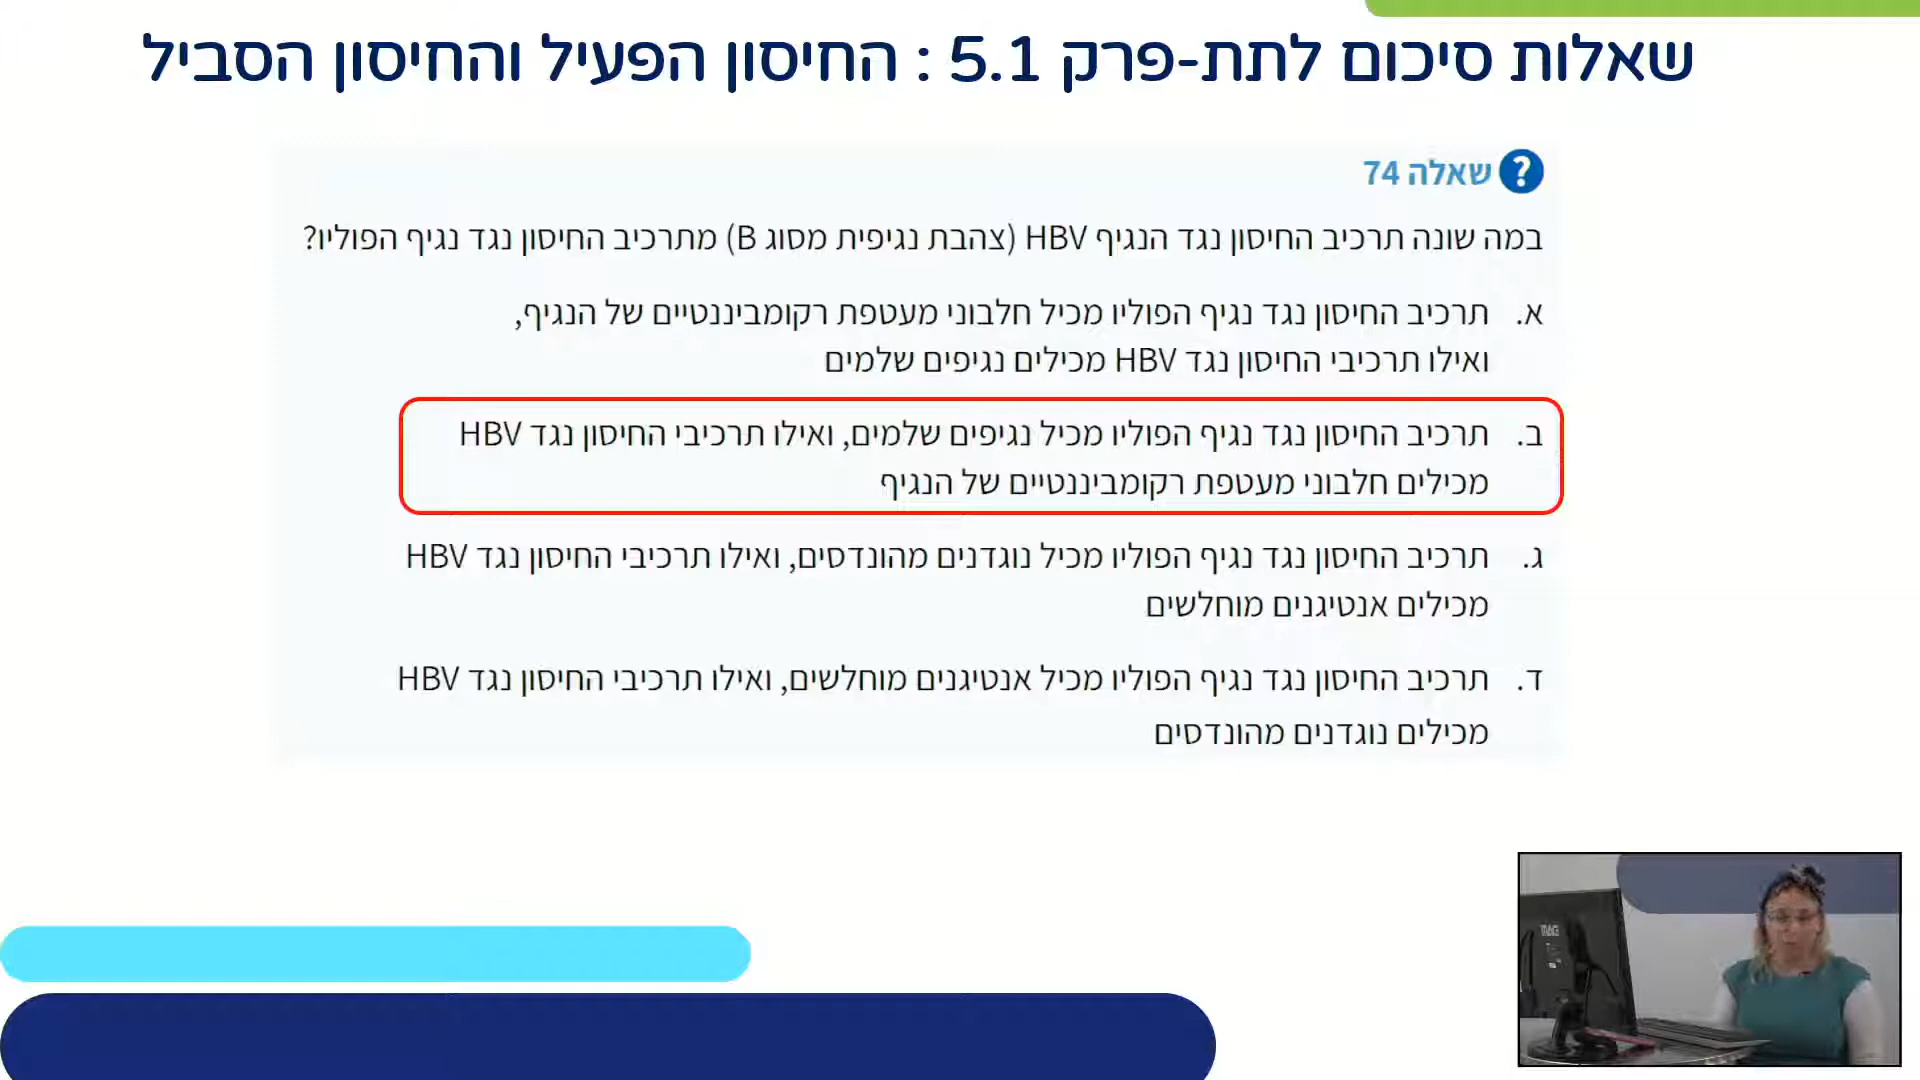 שאלות סיכום לתת-פרק 5.1 : החיסון הפעיל והחיסון הסביל
שאלה 74
במה שונה תרכיב החיסון נגד הנגיף HBV (צהבת נגיפית מסוג B) מתרכיב החיסון נגד נגיף הפוליו?
א. תרכיב החיסון נגד נגיף הפוליו מכיל חלבוני מעטפת רקומביננטיים של הנגיף,
ואילו תרכיבי החיסון נגד HBV מכילים נגיפים שלמים
ב. תרכיב החיסון נגד נגיף הפוליו מכיל נגיפים שלמים, ואילו תרכיבי החיסון נגד HBV
מכילים חלבוני מעטפת רקומביננטיים של הנגיף
ג. תרכיב החיסון נגד נגיף הפוליו מכיל נוגדנים מהונדסים, ואילו תרכיבי החיסון נגד HBV
מכילים אנטיגנים מוחלשים
ד. תרכיב החיסון נגד נגיף הפוליו מכיל אנטיגנים מוחלשים, ואילו תרכיבי החיסון נגד HBV
מכילים נוגדנים מהונדסים
MAG